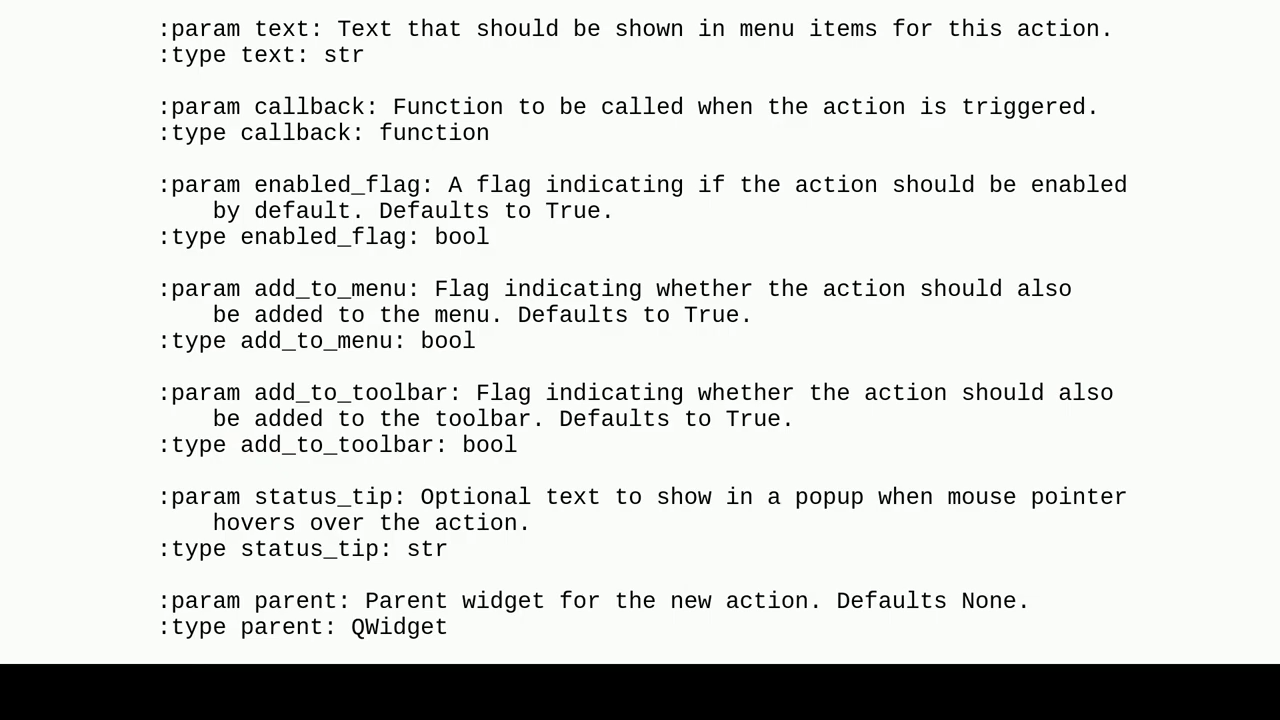 :param text: Text that should be shown in menu items for this action.
:type text: str
:param callback: Function to be called when the action is triggered.
:type callback: function
:param enabled_flag: A flag indicating if the action should be enabled
by default. Defaults to True.
:type enabled_flag: bool
:param add_to_menu: Flag indicating whether the action should also
be added to the menu. Defaults to True.
:type add_to_menu: bool
:param add_to_toolbar: Flag indicating whether the action should also
be added to the toolbar. Defaults to True.
:type add_to_toolbar: bool
:param status_tip: Optional text to show in a popup when mouse pointer
hovers over the action.
:type status_tip: str
:param parent: Parent widget for the new action. Defaults None.
:type parent: QWidget